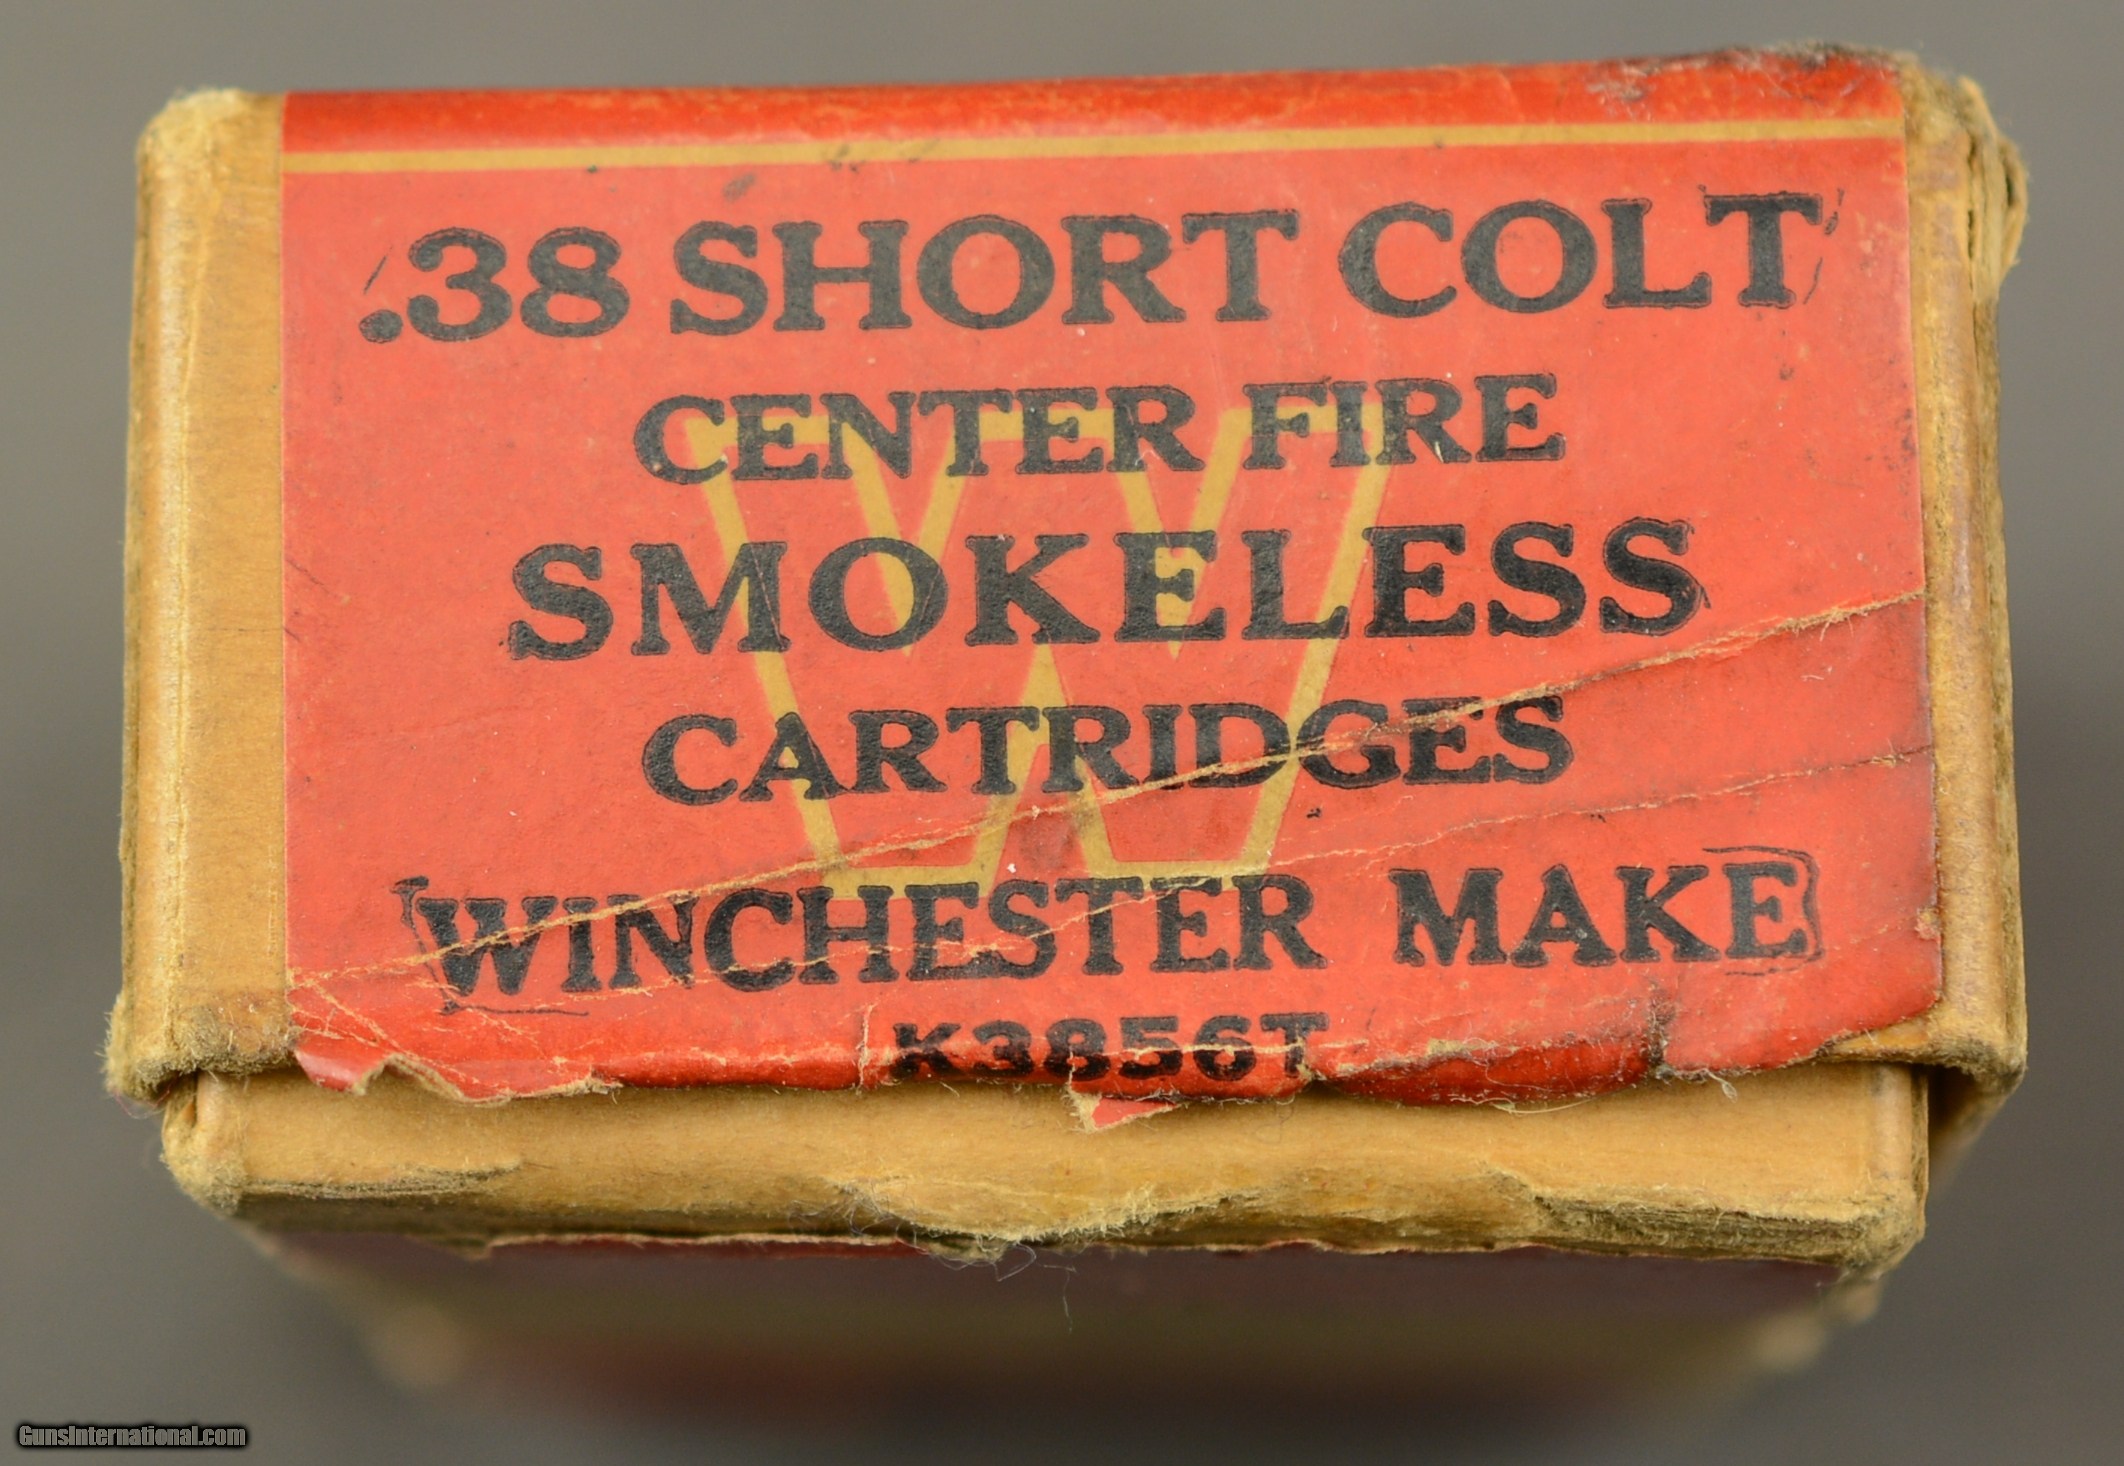 .38 SHORT COLT
CENTER FIRE
SMOKELESS
CARTRIDGES
WINCHESTER MAKE
K3856T
W
GunsInternational.com